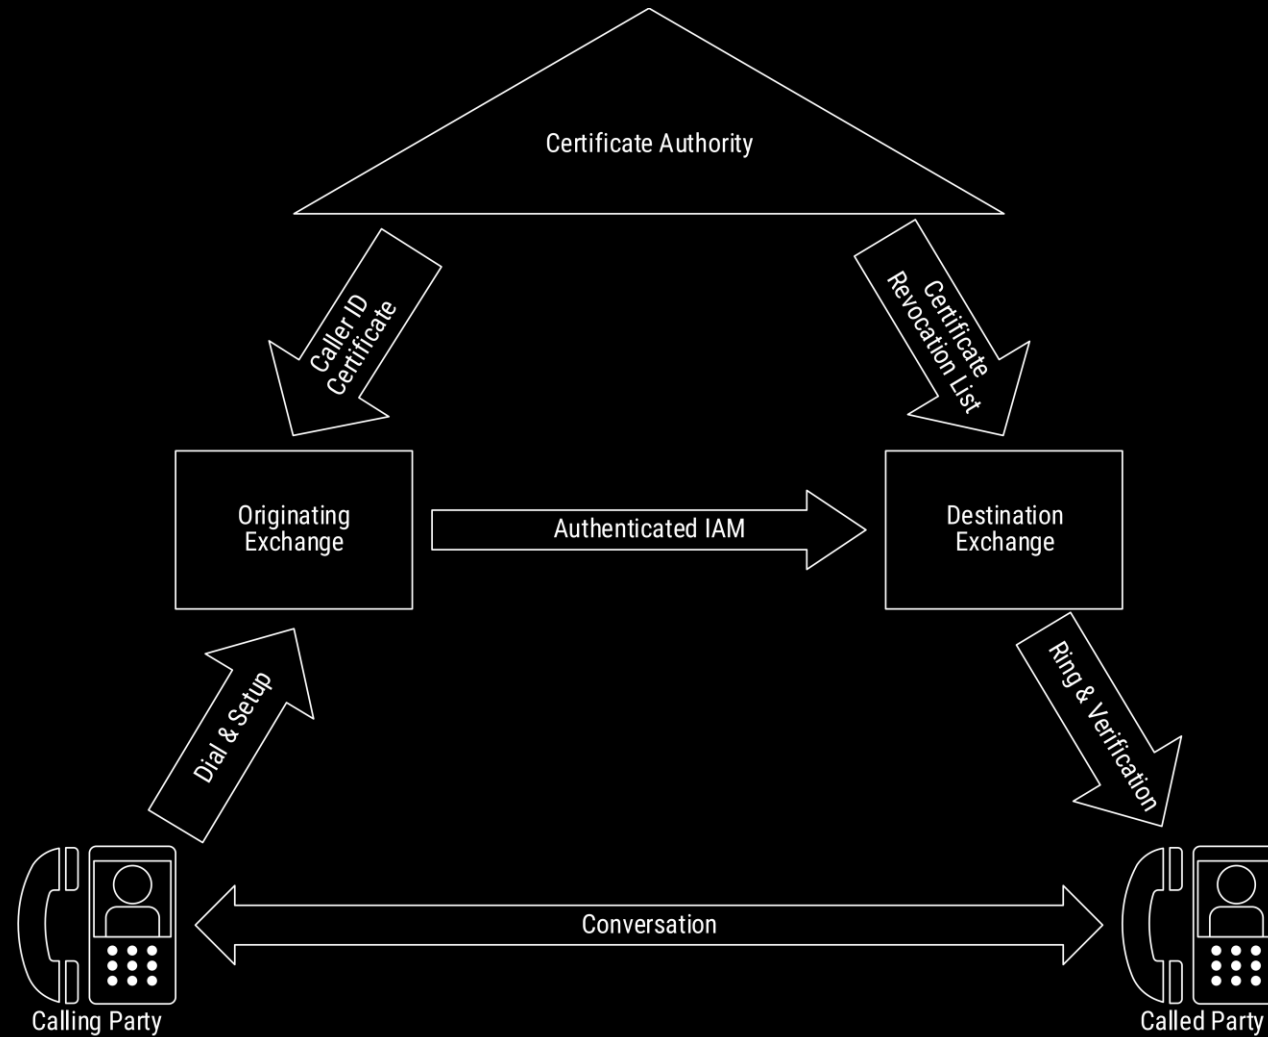 Certificate Authority
Caller ID
Certificate
Certificate
Revocation List
Originating
Exchange
Authenticated IAM
Destination
Exchange
Dial & Setup
Ring & Verification
Conversation
Calling Party
Called Party